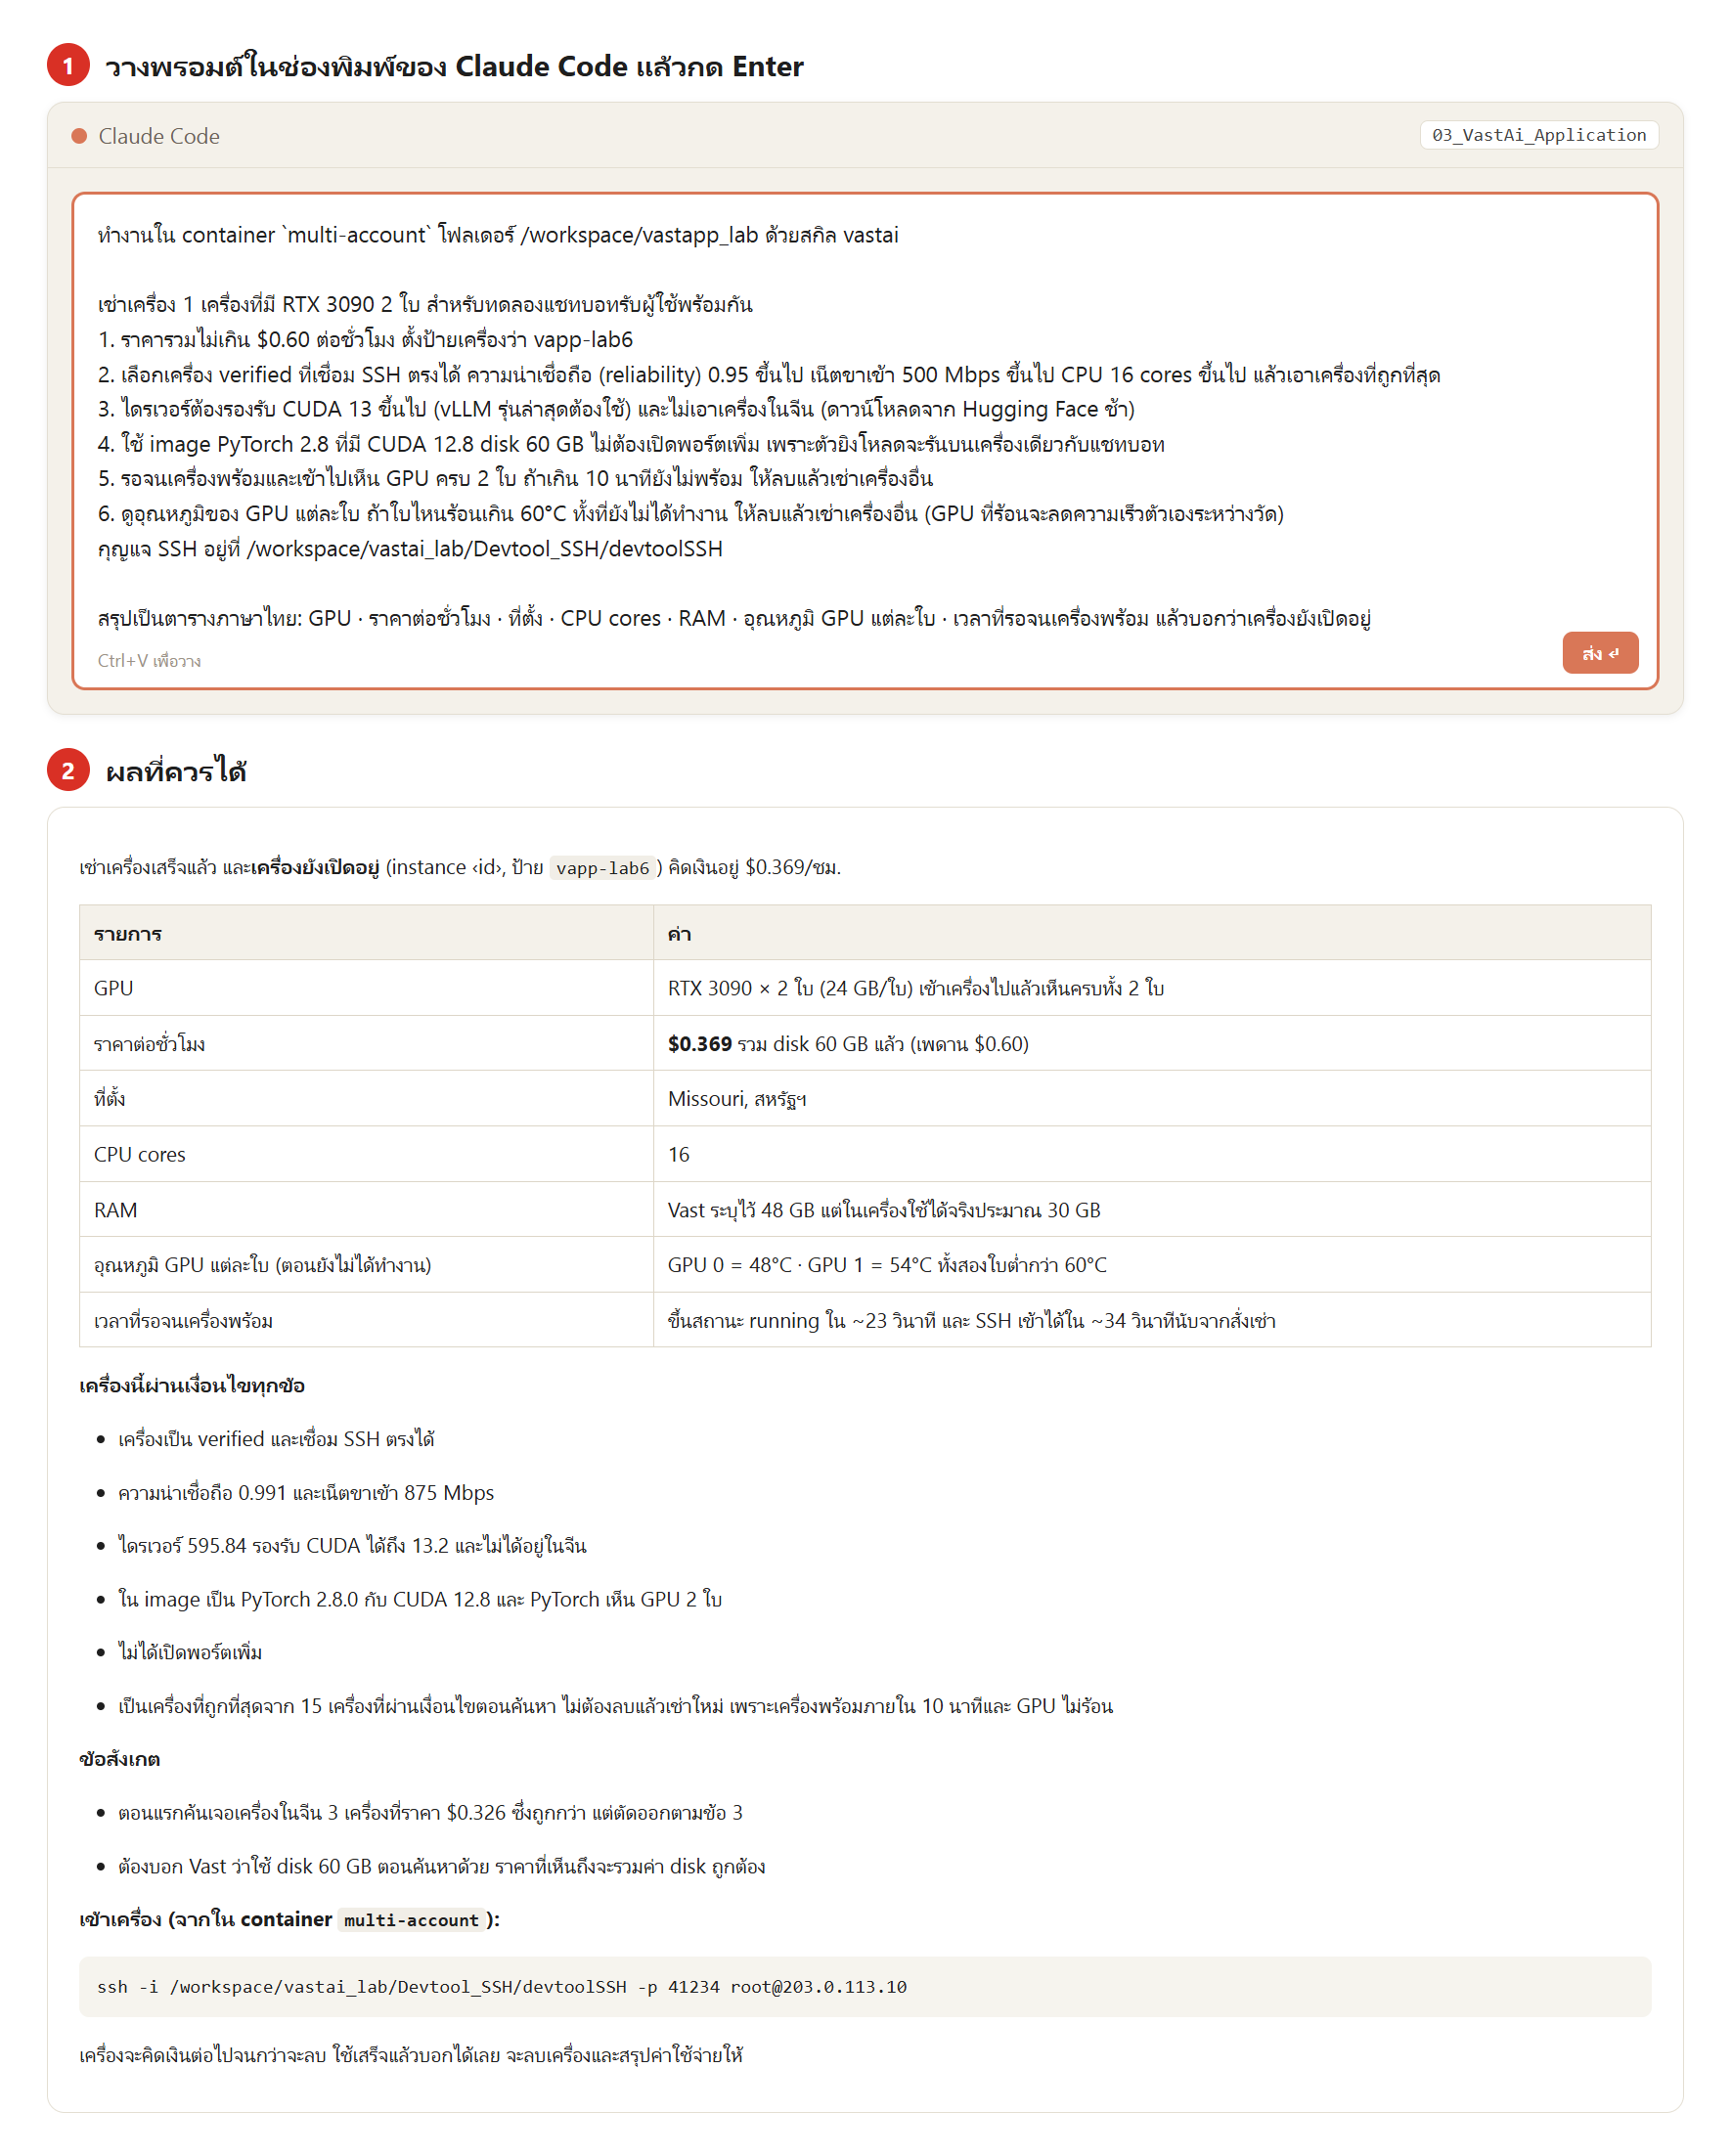 1 วางพรอมต์ในช่องพิมพ์ของ Claude Code แล้วกด Enter
Claude Code
03_VastAi_Application
ทำงานใน container `multi-account` โฟลเดอร์ /workspace/vastapp_lab ด้วยสกิล vastai
เช่าเครื่อง 1 เครื่องที่มี RTX 3090 2 ใบ สำหรับทดลองแชทบอทรับผู้ใช้พร้อมกัน
1. ราคารวมไม่เกิน $0.60 ต่อชั่วโมง ตั้งป้ายเครื่องว่า vapp-lab6
2. เลือกเครื่อง verified ที่เชื่อม SSH ตรงได้ ความน่าเชื่อถือ (reliability) 0.95 ขึ้นไป เน็ตขาเข้า 500 Mbps ขึ้นไป CPU 16 cores ขึ้นไป แล้วเอาเครื่องที่ถูกที่สุด
3. ไดรเวอร์ต้องรองรับ CUDA 13 ขึ้นไป (vLLM รุ่นล่าสุดต้องใช้) และไม่เอาเครื่องในจีน (ดาวน์โหลดจาก Hugging Face ช้า)
4. ใช้ image PyTorch 2.8 ที่มี CUDA 12.8 disk 60 GB ไม่ต้องเปิดพอร์ตเพิ่ม เพราะตัวยิงโหลดจะรันบนเครื่องเดียวกับแชทบอท
5. รอจนเครื่องพร้อมและเข้าไปเห็น GPU ครบ 2 ใบ ถ้าเกิน 10 นาทียังไม่พร้อม ให้ลบแล้วเช่าเครื่องอื่น
6. ดูอุณหภูมิของ GPU แต่ละใบ ถ้าใบไหนร้อนเกิน 60°C ทั้งที่ยังไม่ได้ทำงาน ให้ลบแล้วเช่าเครื่องอื่น (GPU ที่ร้อนจะลดความเร็วตัวเองระหว่างวัด)
กุญแจ SSH อยู่ที่ /workspace/vastai_lab/Devtool_SSH/devtoolSSH
สรุปเป็นตารางภาษาไทย: GPU · ราคาต่อชั่วโมง · ที่ตั้ง · CPU cores · RAM · อุณหภูมิ GPU แต่ละใบ · เวลาที่รอจนเครื่องพร้อม แล้วบอกว่าเครื่องยังเปิดอยู่
Ctrl+V เพื่อวาง
ส่ง ⏎
2 ผลที่ควรได้
เช่าเครื่องเสร็จแล้ว และเครื่องยังเปิดอยู่ (instance ‹id›, ป้าย vapp-lab6) คิดเงินอยู่ $0.369/ชม.
รายการ ค่า
GPU RTX 3090 × 2 ใบ (24 GB/ใบ) เข้าเครื่องไปแล้วเห็นครบทั้ง 2 ใบ
ราคาต่อชั่วโมง $0.369 รวม disk 60 GB แล้ว (เพดาน $0.60)
ที่ตั้ง Missouri, สหรัฐฯ
CPU cores 16
RAM Vast ระบุไว้ 48 GB แต่ในเครื่องใช้ได้จริงประมาณ 30 GB
อุณหภูมิ GPU แต่ละใบ (ตอนยังไม่ได้ทำงาน) GPU 0 = 48°C · GPU 1 = 54°C ทั้งสองใบต่ำกว่า 60°C
เวลาที่รอจนเครื่องพร้อม ขึ้นสถานะ running ใน ~23 วินาที และ SSH เข้าได้ใน ~34 วินาทีนับจากสั่งเช่า
เครื่องนี้ผ่านเงื่อนไขทุกข้อ
• เครื่องเป็น verified และเชื่อม SSH ตรงได้
• ความน่าเชื่อถือ 0.991 และเน็ตขาเข้า 875 Mbps
• ไดรเวอร์ 595.84 รองรับ CUDA ได้ถึง 13.2 และไม่ได้อยู่ในจีน
• ใน image เป็น PyTorch 2.8.0 กับ CUDA 12.8 และ PyTorch เห็น GPU 2 ใบ
• ไม่ได้เปิดพอร์ตเพิ่ม
• เป็นเครื่องที่ถูกที่สุดจาก 15 เครื่องที่ผ่านเงื่อนไขตอนค้นหา ไม่ต้องลบแล้วเช่าใหม่ เพราะเครื่องพร้อมภายใน 10 นาทีและ GPU ไม่ร้อน
ข้อสังเกต
• ตอนแรกค้นเจอเครื่องในจีน 3 เครื่องที่ราคา $0.326 ซึ่งถูกกว่า แต่ตัดออกตามข้อ 3
• ต้องบอก Vast ว่าใช้ disk 60 GB ตอนค้นหาด้วย ราคาที่เห็นถึงจะรวมค่า disk ถูกต้อง
เข้าเครื่อง (จากใน container multi-account):
ssh -i /workspace/vastai_lab/Devtool_SSH/devtoolSSH -p 41234 root@203.0.113.10
เครื่องจะคิดเงินต่อไปจนกว่าจะลบ ใช้เสร็จแล้วบอกได้เลย จะลบเครื่องและสรุปค่าใช้จ่ายให้